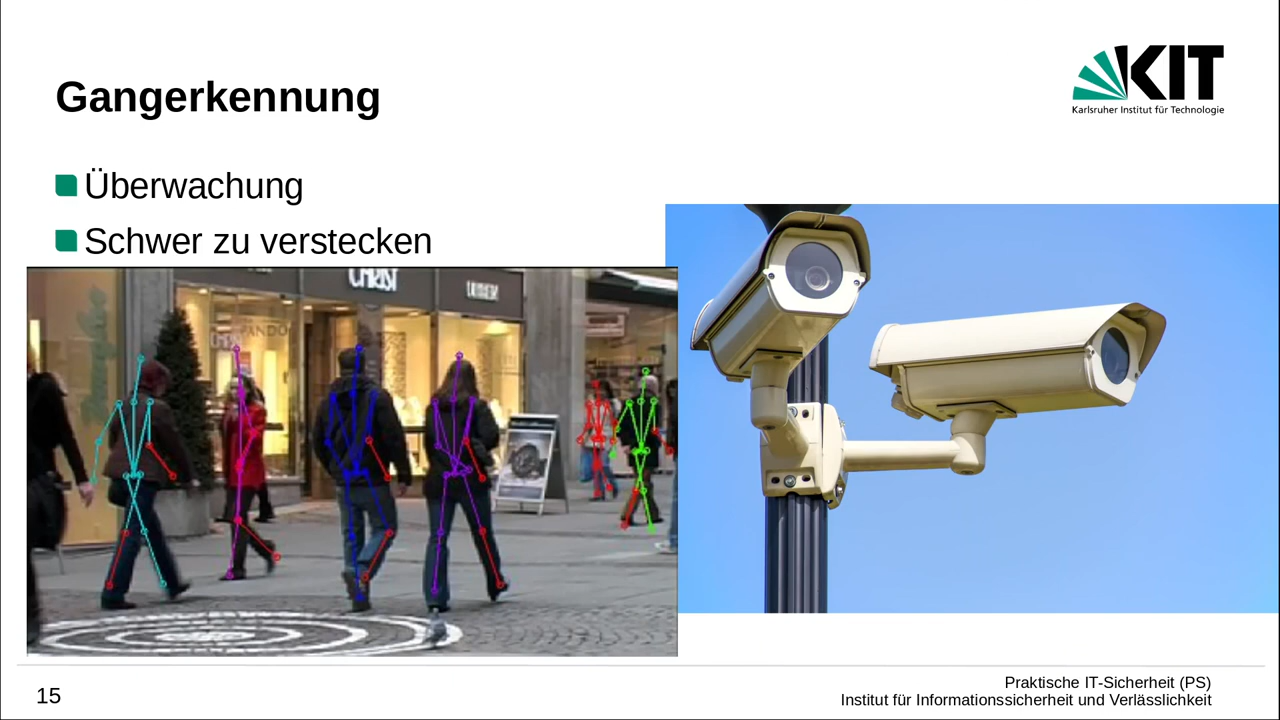 Gangerkennung
KIT
Karlsruher Institut für Technologie
Überwachung
Schwer zu verstecken
CHRIST
15
Praktische IT-Sicherheit (PS)
Institut für Informationssicherheit und Verlässlichkeit